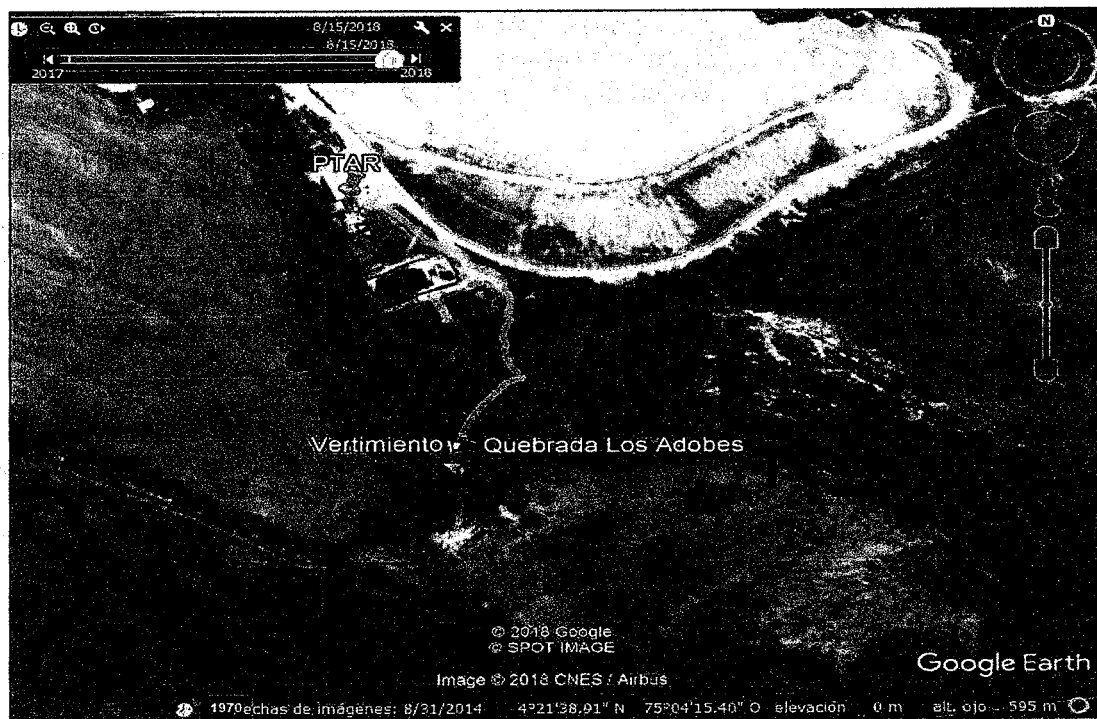 8/15/2018
8/15/2018
2017
2018
N
PTAR
Vertimiento
Quebrada Los Adobes
© 2018 Google
© SPOT IMAGE
Image © 2018 CNES / Airbus
Google Earth
1970echas de imágenes: 8/31/2014 4°21'38.91" N 75°04'15.40" O elevación 0 m alt. ojo 595 m